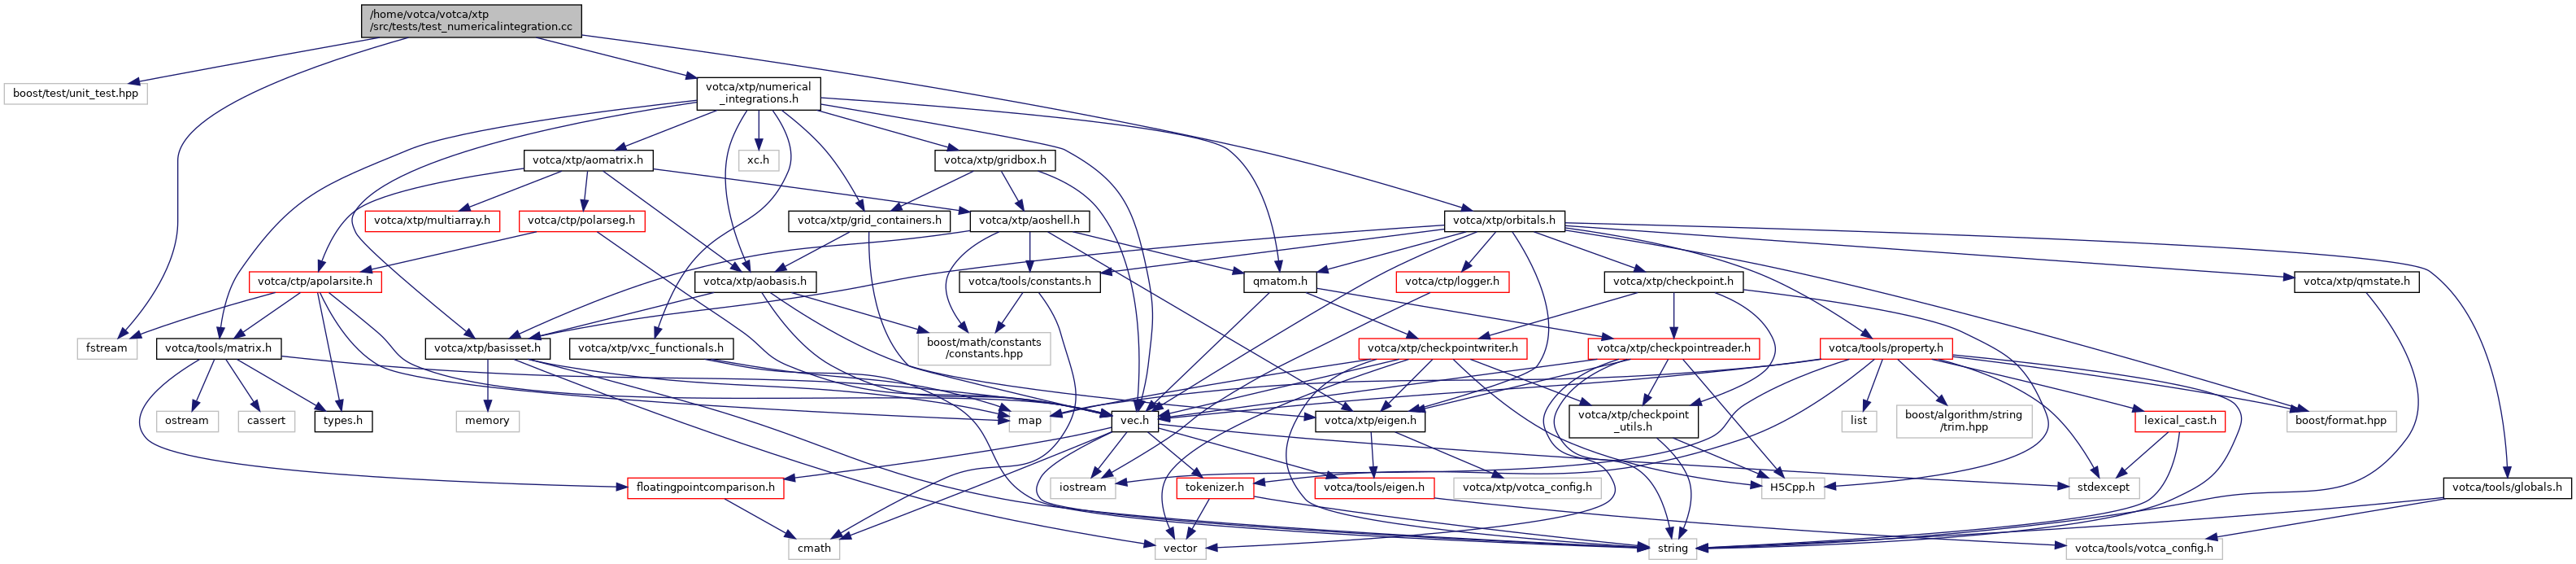 /home/votca/votca/xtp
/src/tests/test_numericalintegration.cc
boost/test/unit_test.hpp
votca/xtp/numerical
_integrations.h
votca/xtp/aomatrix.h
xc.h
votca/xtp/gridbox.h
votca/xtp/multiarray.h
votca/ctp/polarseg.h
votca/xtp/grid_containers.h
votca/xtp/aoshell.h
votca/xtp/orbitals.h
votca/ctp/apolarsite.h
votca/xtp/aobasis.h
votca/tools/constants.h
qmatom.h
votca/ctp/logger.h
votca/xtp/checkpoint.h
votca/xtp/qmstate.h
fstream
votca/tools/matrix.h
votca/xtp/basisset.h
votca/xtp/vxc_functionals.h
boost/math/constants
/constants.hpp
votca/xtp/checkpointwriter.h
votca/xtp/checkpointreader.h
votca/tools/property.h
ostream
cassert
types.h
memory
map
vec.h
votca/xtp/eigen.h
votca/xtp/checkpoint
_utils.h
list
boost/algorithm/string
/trim.hpp
lexical_cast.h
boost/format.hpp
floatingpointcomparison.h
iostream
tokenizer.h
votca/tools/eigen.h
votca/xtp/votca_config.h
H5Cpp.h
stdexcept
votca/tools/globals.h
cmath
vector
string
votca/tools/votca_config.h